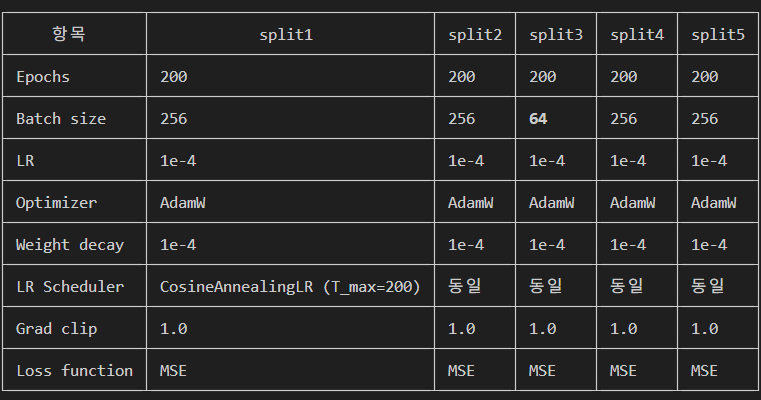 항목 split1 split2 split3 split4 split5
Epochs 200 200 200 200 200
Batch size 256 256 64 256 256
LR 1e-4 1e-4 1e-4 1e-4 1e-4
Optimizer AdamW AdamW AdamW AdamW AdamW
Weight decay 1e-4 1e-4 1e-4 1e-4 1e-4
LR Scheduler CosineAnnealingLR (T_max=200) 동일 동일 동일 동일
Grad clip 1.0 1.0 1.0 1.0 1.0
Loss function MSE MSE MSE MSE MSE